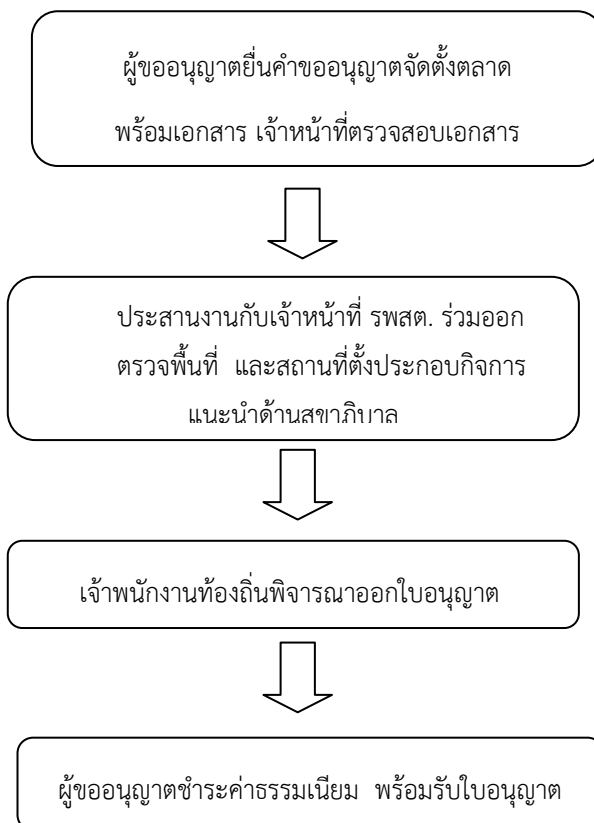 ผู้ขออนุญาตยื่นคำขออนุญาตจัดตั้งตลาด
พร้อมเอกสาร เจ้าหน้าที่ตรวจสอบเอกสาร
ประสานงานกับเจ้าหน้าที่ รพสต. ร่วมออก
ตรวจพื้นที่ และสถานที่ตั้งประกอบกิจการ
แนะนำด้านสุขาภิบาล
เจ้าพนักงานท้องถิ่นพิจารณาออกใบอนุญาต
ผู้ขออนุญาตชำระค่าธรรมเนียม พร้อมรับใบอนุญาต